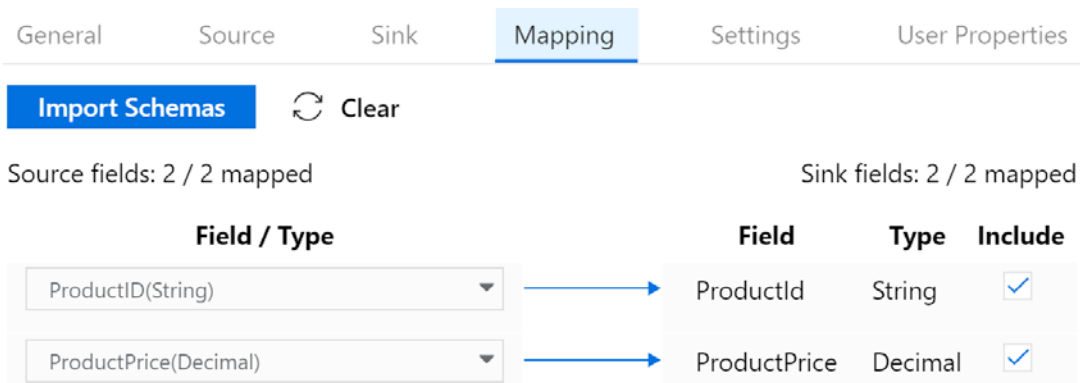 General Source Sink Mapping Settings User Properties
Import Schemas Clear
Source fields: 2 / 2 mapped Sink fields: 2 / 2 mapped
Field / Type Field Type Include
ProductID(String) ProductId String
ProductPrice(Decimal) ProductPrice Decimal